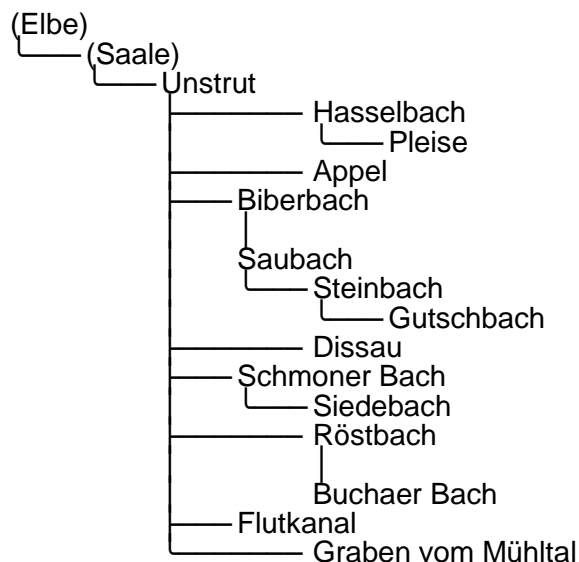 (Elbe)
(Saale)
Unstrut
Hasselbach
Pleise
Appel
Biberbach
Saubach
Steinbach
Gutschbach
Dissau
Schmoner Bach
Siedebach
Röstbach
Buchaer Bach
Flutkanal
Graben vom Mühltal